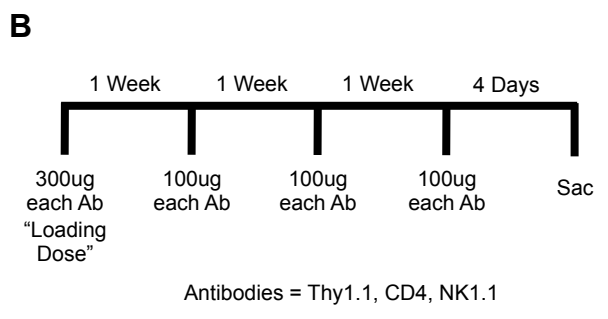 B
1 Week 1 Week 1 Week 4 Days
300ug 100ug 100ug 100ug Sac
each Ab each Ab each Ab each Ab
“Loading
Dose”
Antibodies = Thy1.1, CD4, NK1.1